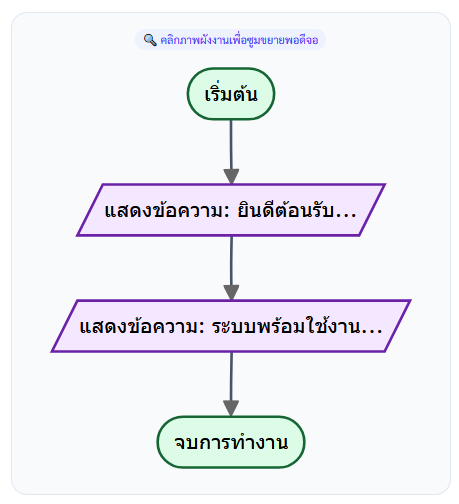 🔍 คลิกภาพผังงานเพื่อซูมขยายพอดีจอ
เริ่มต้น
แสดงข้อความ: ยินดีต้อนรับ...
แสดงข้อความ: ระบบพร้อมใช้งาน...
จบการทำงาน